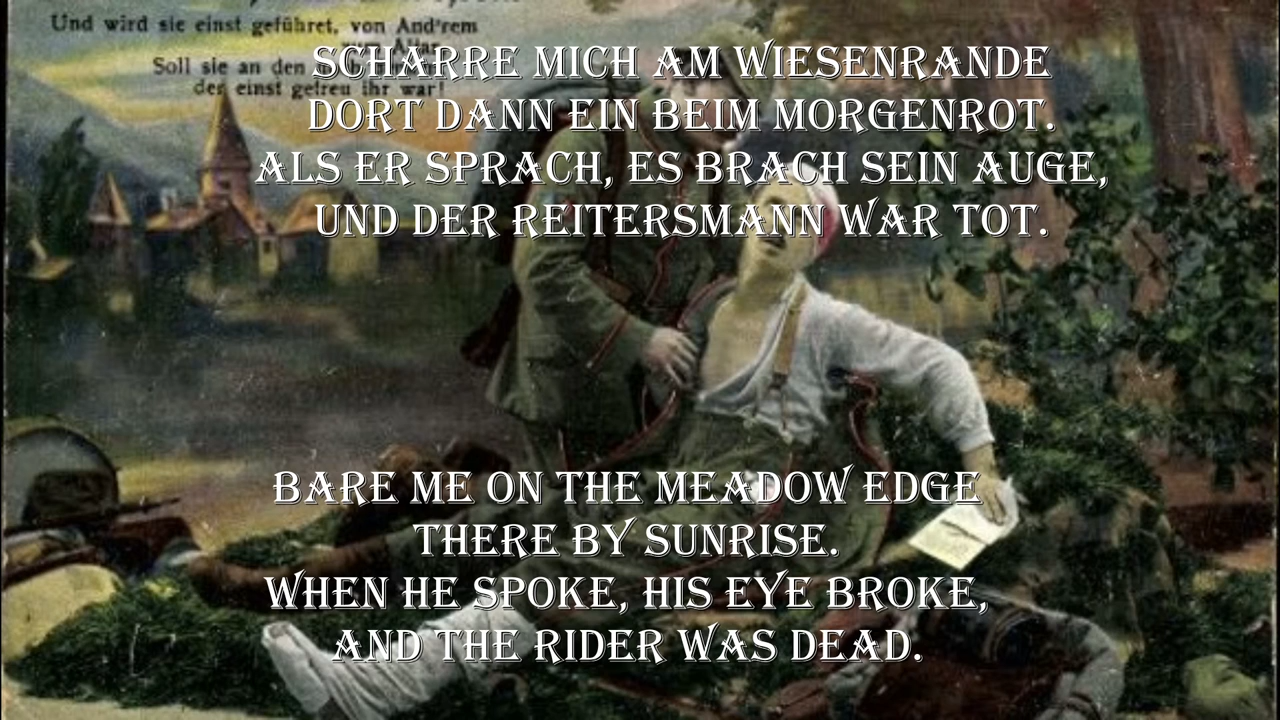 Und wird sie einst geführet, von And'rem
Altar
Soll sie an den
der einst getreu ihr war!
SCHARRE MICH AM WIESENRANDE
DORT DANN EIN BEIM MORGENROT.
ALS ER SPRACH, ES BRACH SEIN AUGE,
UND DER REITERSMANN WAR TOT.
BARE ME ON THE MEADOW EDGE
THERE BY SUNRISE.
WHEN HE SPOKE, HIS EYE BROKE,
AND THE RIDER WAS DEAD.